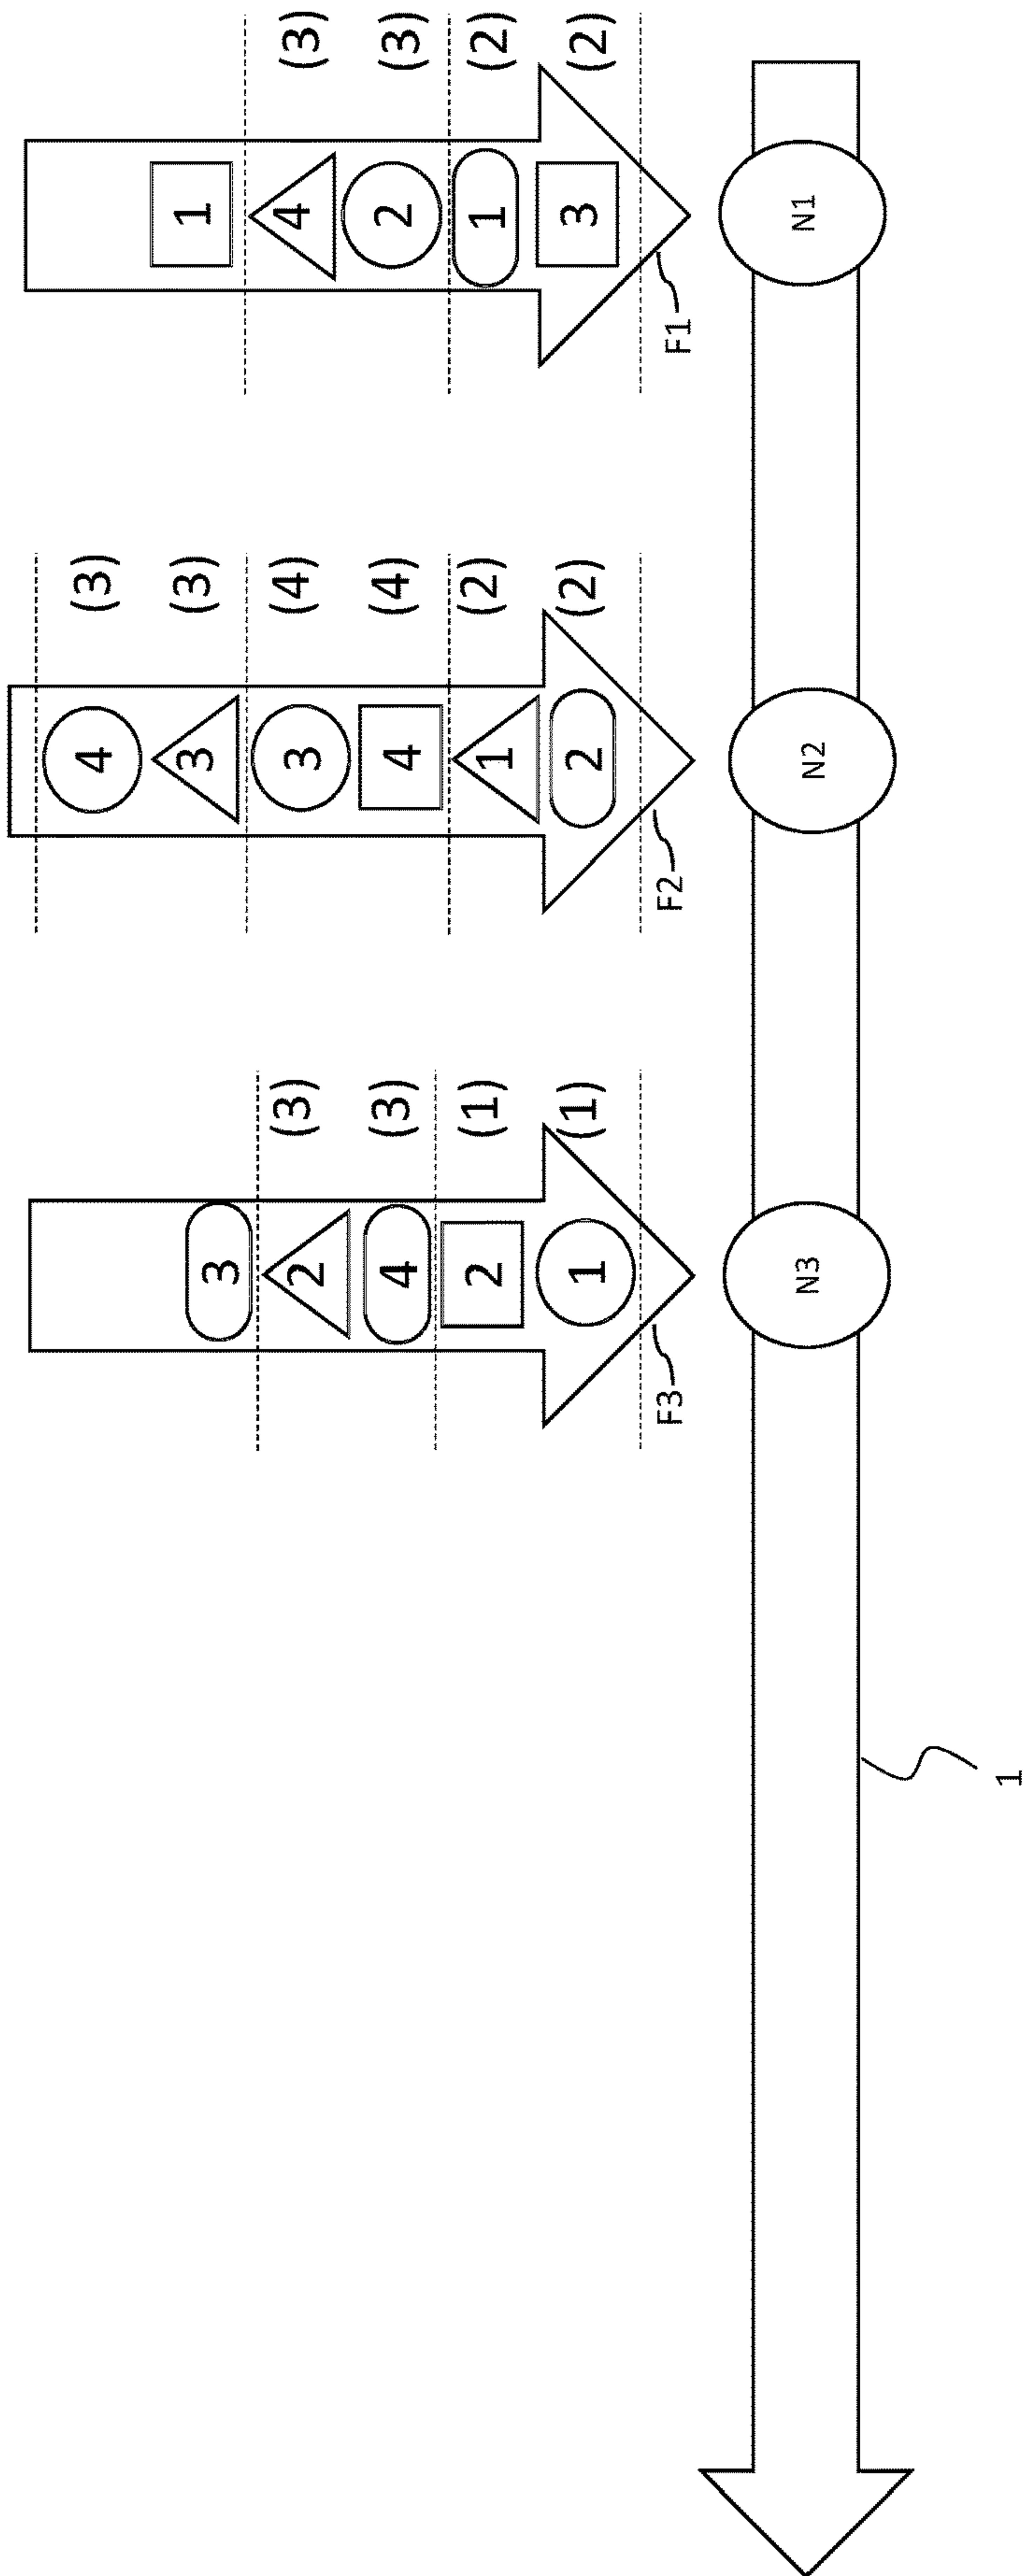 3
2 (3)
4 (3)
2 (1)
1 (1)
F3
N3
4 (3)
3 (3)
3 (4)
4 (4)
1 (2)
2 (2)
F2
N2
1
4 (3)
2 (3)
1 (2)
3 (2)
F1
N1
1